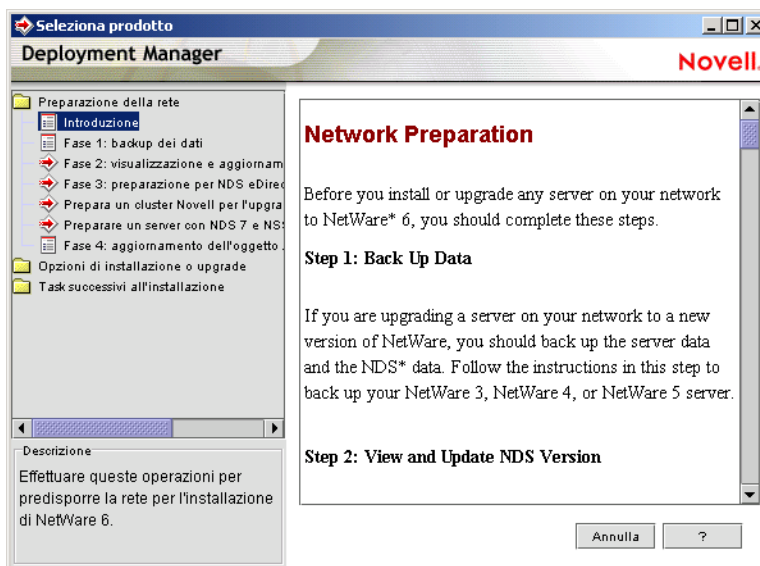 Seleziona prodotto
Deployment Manager
Novell.
Preparazione della rete
Introduzione
Fase 1: backup dei dati
Fase 2: visualizzazione e aggiornam
Fase 3: preparazione per NDS eDirec
Prepara un cluster Novell per l'upgra
Preparare un server con NDS 7 e NS
Fase 4: aggiornamento dell'oggetto
Opzioni di installazione o upgrade
Task successivi all'installazione
Descrizione
Effettuare queste operazioni per
predisporre la rete per l'installazione
di NetWare 6.
Network Preparation
Before you install or upgrade any server on your network
to NetWare* 6, you should complete these steps.
Step 1: Back Up Data
If you are upgrading a server on your network to a new
version of NetWare, you should back up the server data
and the NDS* data. Follow the instructions in this step to
back up your NetWare 3, NetWare 4, or NetWare 5 server.
Step 2: View and Update NDS Version
Annulla
?